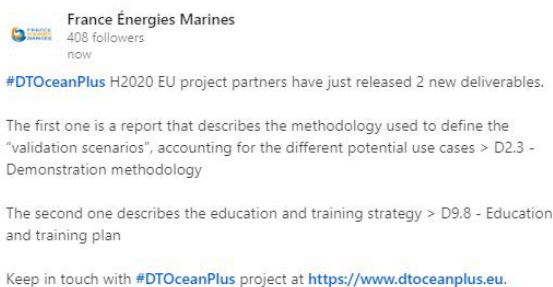 France Énergies Marines
FRANCE
ENERGIES
MARINES
408 followers
now
#DTOceanPlus H2020 EU project partners have just released 2 new deliverables.
The first one is a report that describes the methodology used to define the
"validation scenarios", accounting for the different potential use cases > D2.3 -
Demonstration methodology
The second one describes the education and training strategy > D9.8 - Education
and training plan
Keep in touch with #DTOceanPlus project at https://www.dtoceanplus.eu.